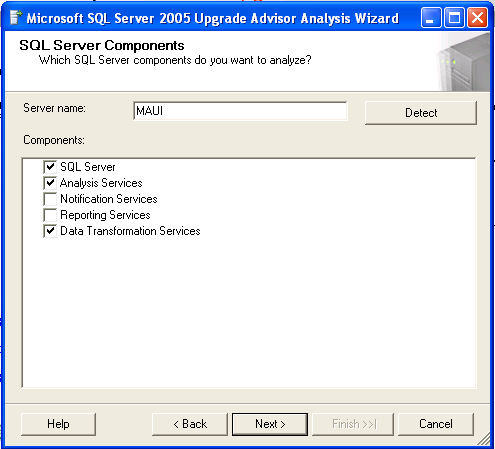 Microsoft SQL Server 2005 Upgrade Advisor Analysis Wizard
SQL Server Components
Which SQL Server components do you want to analyze?
Server name:
MAUI
Detect
Components:
SQL Server
Analysis Services
Notification Services
Reporting Services
Data Transformation Services
Help
< Back
Next >
Finish >>|
Cancel